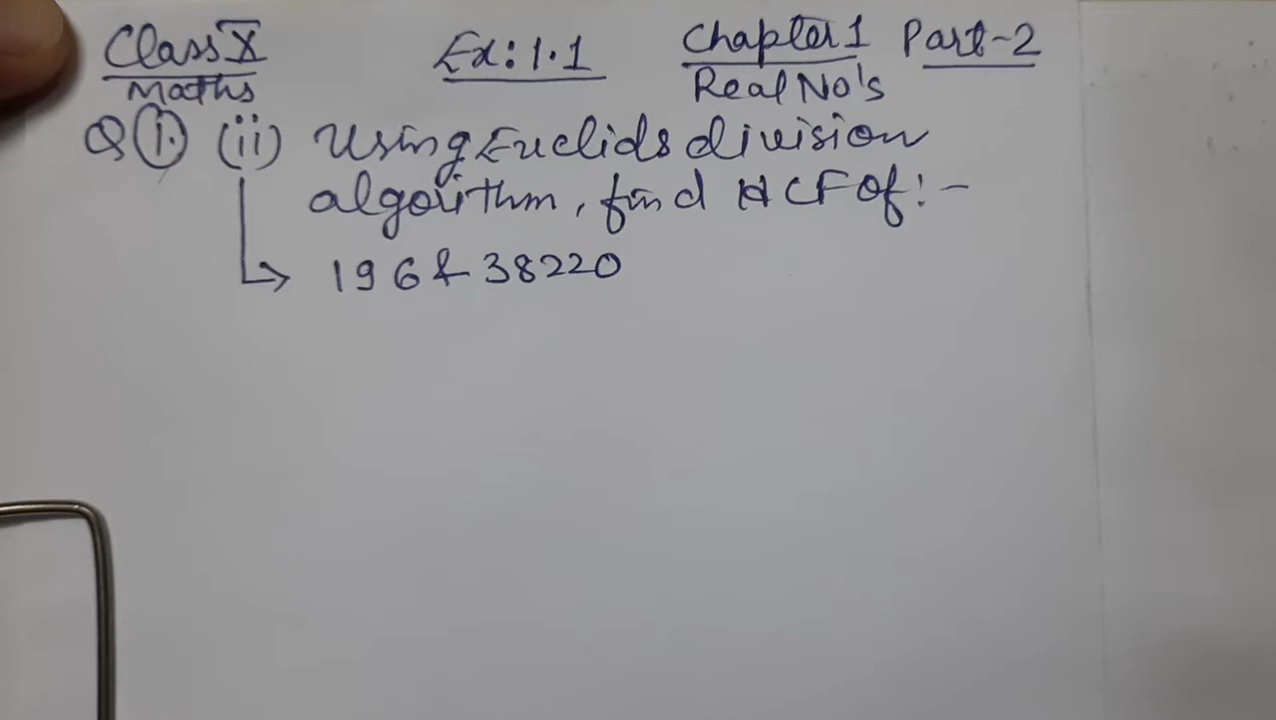 Class X Ex: 1.1 Chapter 1 Part-2
Maths Real No's
Q 1. (ii) Using Euclids division
algorithm, find HCF of:-
196 & 38220